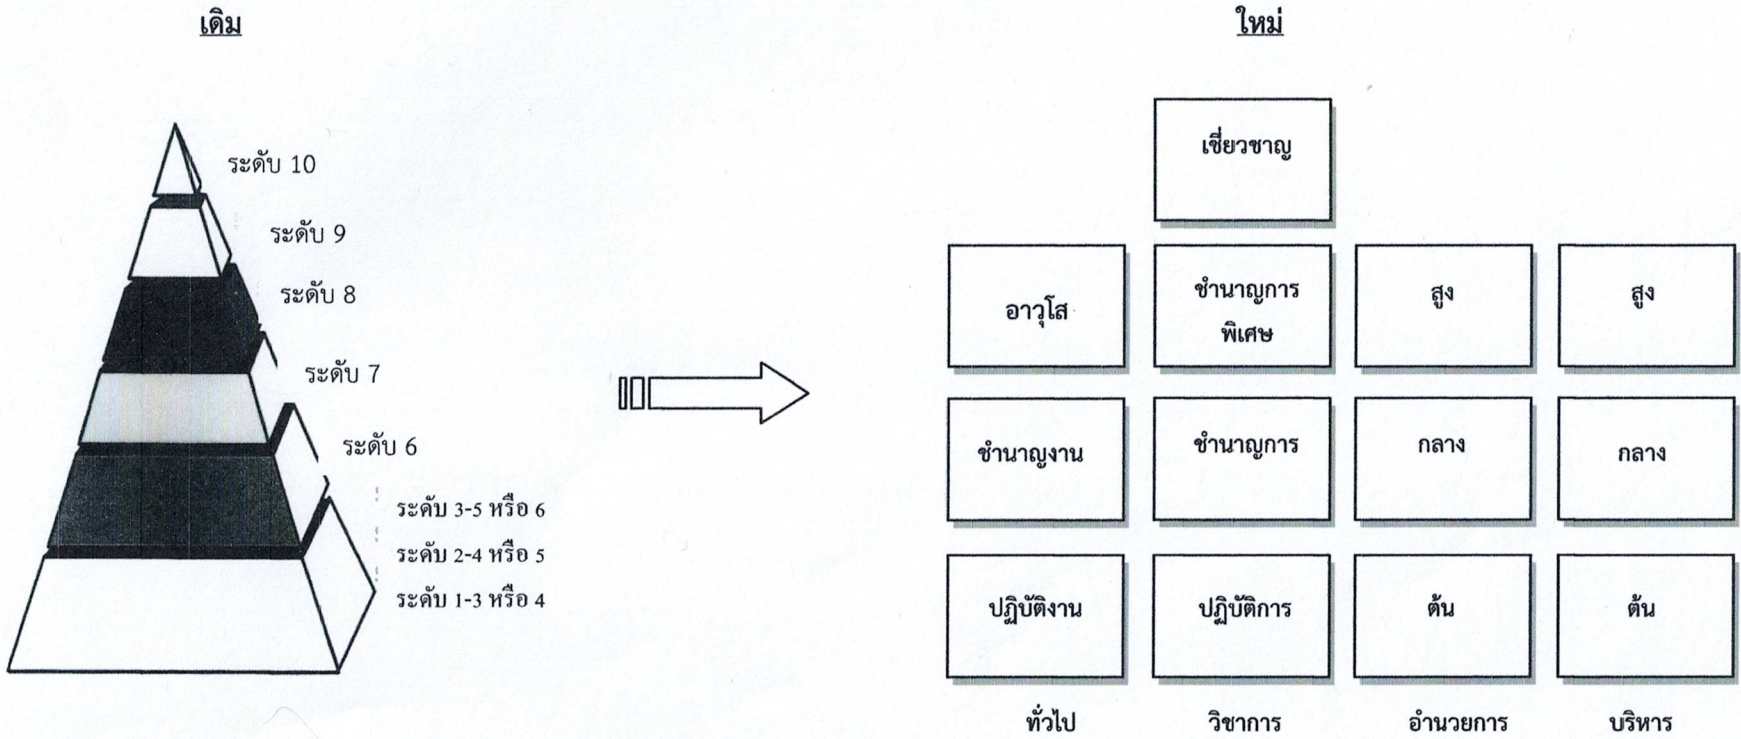 เดิม
ระดับ 10
ระดับ 9
ระดับ 8
ระดับ 7
ระดับ 6
ระดับ 3-5 หรือ 6
ระดับ 2-4 หรือ 5
ระดับ 1-3 หรือ 4
ใหม่
เชี่ยวชาญ
อาวุโส
ชำนาญการ
พิเศษ
สูง
สูง
ชำนาญงาน
ชำนาญการ
กลาง
กลาง
ปฏิบัติงาน
ปฏิบัติการ
ต้น
ต้น
ทั่วไป
วิชาการ
อำนวยการ
บริหาร